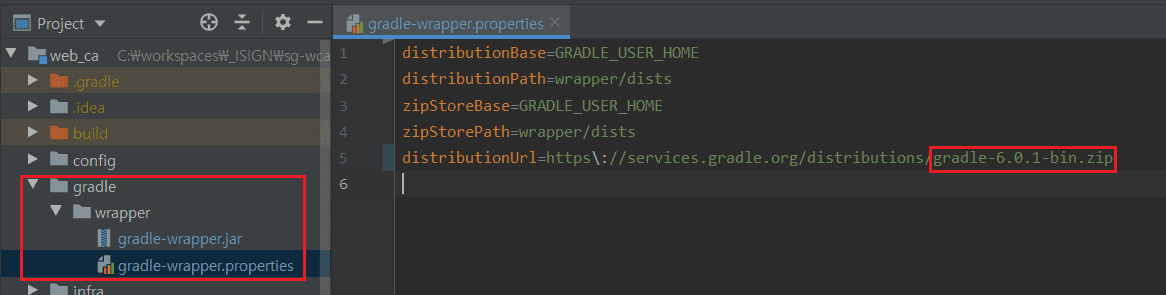 Project
web_ca C:₩workspaces₩_ISIGN₩sg-wca
.gradle
.idea
build
config
gradle
wrapper
gradle-wrapper.jar
gradle-wrapper.properties
infra
gradle-wrapper.properties
1 distributionBase=GRADLE_USER_HOME
2 distributionPath=wrapper/dists
3 zipStoreBase=GRADLE_USER_HOME
4 zipStorePath=wrapper/dists
5 distributionUrl=https\://services.gradle.org/distributions/gradle-6.0.1-bin.zip
6